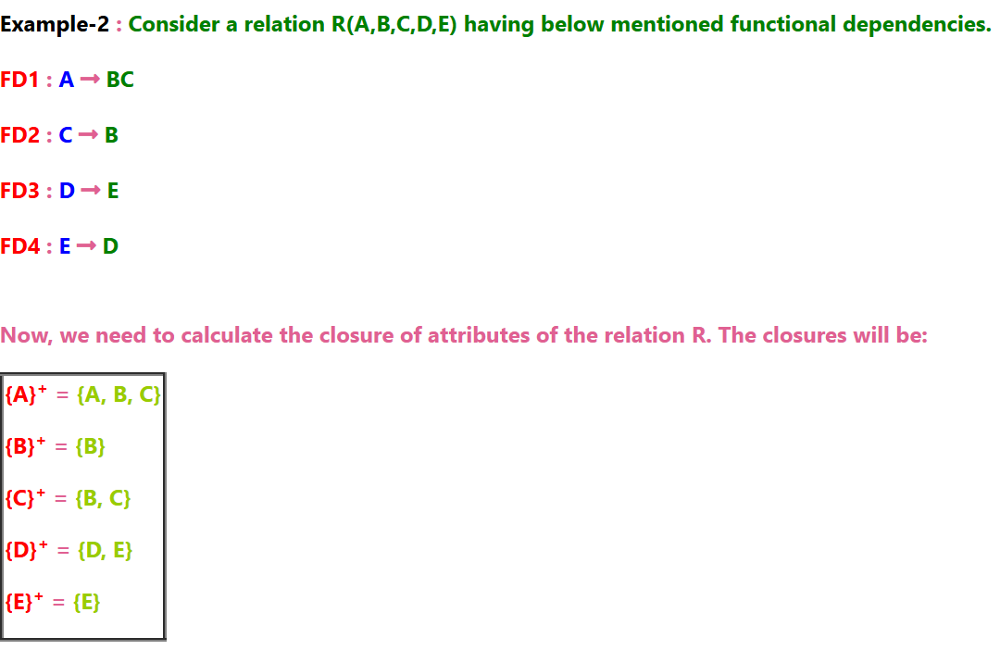 Example-2 : Consider a relation R(A,B,C,D,E) having below mentioned functional dependencies.
FD1 : A → BC
FD2 : C → B
FD3 : D → E
FD4 : E → D
Now, we need to calculate the closure of attributes of the relation R. The closures will be:
{A}⁺ = {A, B, C}
{B}⁺ = {B}
{C}⁺ = {B, C}
{D}⁺ = {D, E}
{E}⁺ = {E}